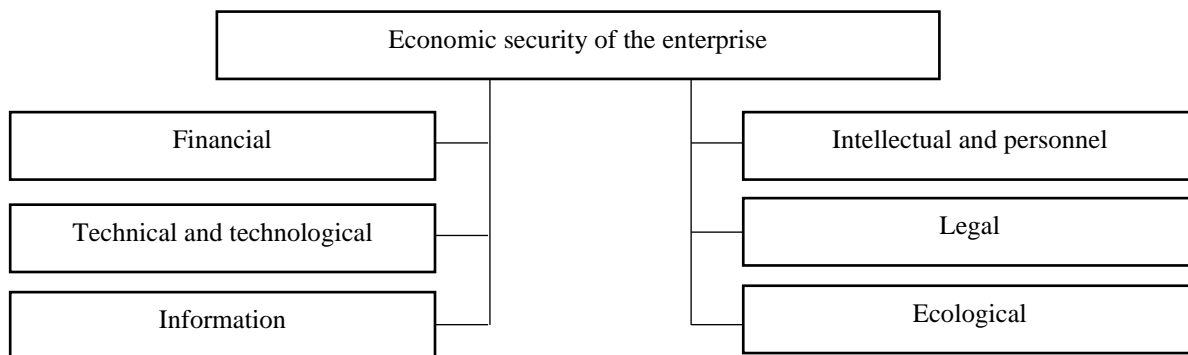 Economic security of the enterprise
Financial
Technical and technological
Information
Intellectual and personnel
Legal
Ecological